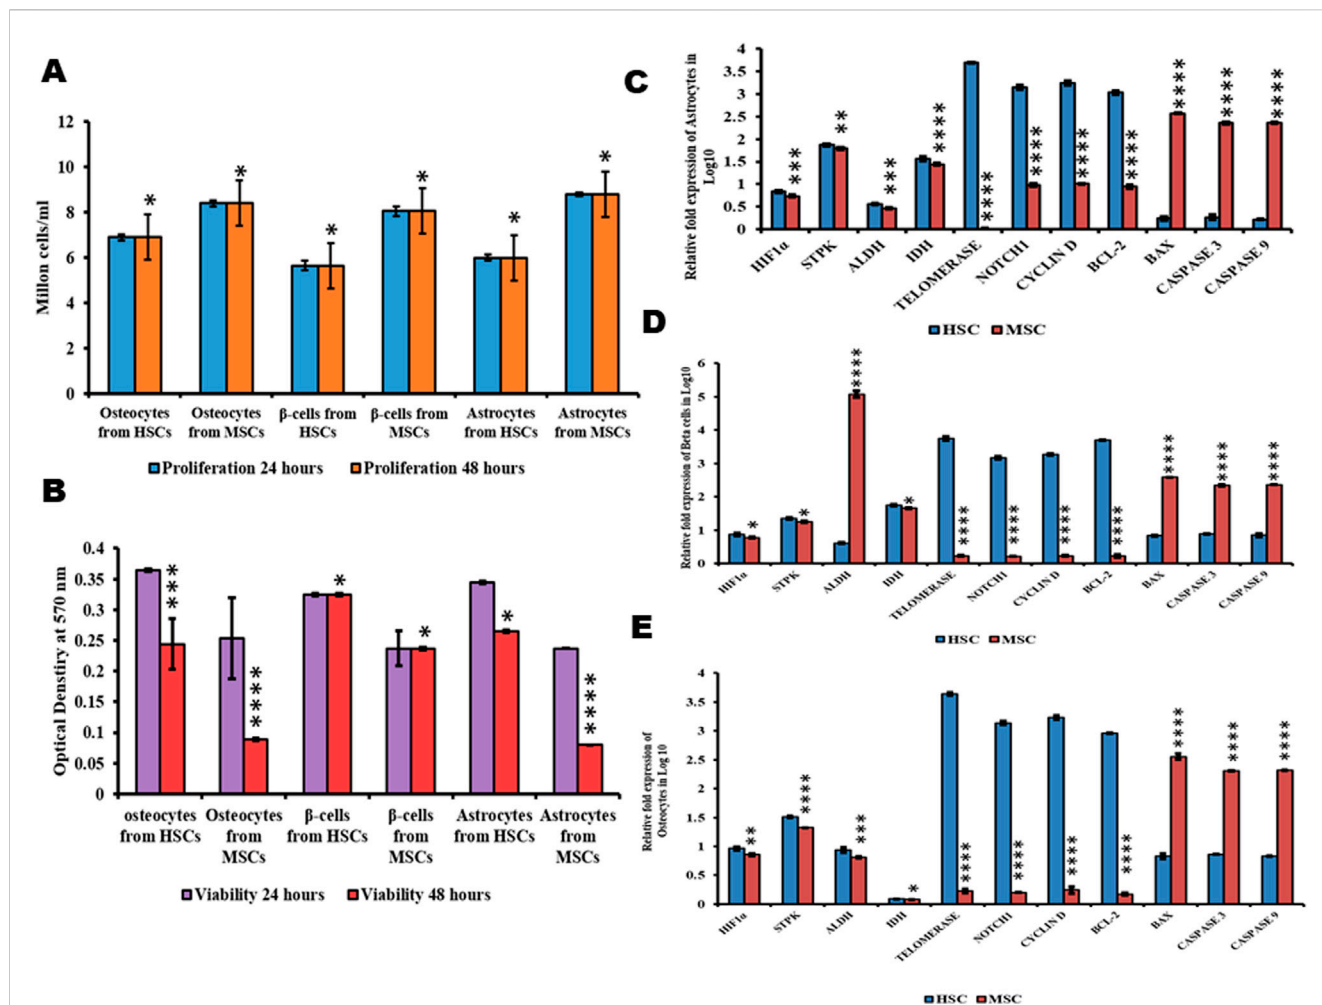 A
Millon cells/ml
12
10
8
6
4
2
0
*
*
*
*
*
*
Osteocytes from HSCs
Osteocytes from MSCs
β-cells from HSCs
β-cells from MSCs
Astrocytes from HSCs
Astrocytes from MSCs
Proliferation 24 hours
Proliferation 48 hours
B
Optical Denstiry at 570 nm
0.4
0.35
0.3
0.25
0.2
0.15
0.1
0.05
0
***
****
*
*
*
****
osteocytes from HSCs
Osteocytes from MSCs
β-cells from HSCs
β-cells from MSCs
Astrocytes from HSCs
Astrocytes from MSCs
Viability 24 hours
Viability 48 hours
C
Relative fold expression of Astrocytes in
Log10
4
3.5
3
2.5
2
1.5
1
0.5
0
***
**
***
****
****
****
****
****
****
****
****
HIF1α
STPK
ALDH
IDH
TELOMERASE
NOTCH1
CYCLIN D
BCL-2
BAX
CASPASE 3
CASPASE 9
HSC
MSC
D
Relative fold expression of Beta cells in Log10
6
5
4
3
2
1
0
*
*
****
*
****
****
****
****
****
****
****
HIF1α
STPK
ALDH
IDH
TELOMERASE
NOTCH1
CYCLIN D
BCL-2
BAX
CASPASE 3
CASPASE 9
HSC
MSC
E
Relative fold expression of
Osteocytes in Log10
4
3.5
3
2.5
2
1.5
1
0.5
0
**
****
***
*
****
****
****
****
****
****
****
HIF1α
STPK
ALDH
IDH
TELOMERASE
NOTCH1
CYCLIN D
BCL-2
BAX
CASPASE 3
CASPASE 9
HSC
MSC